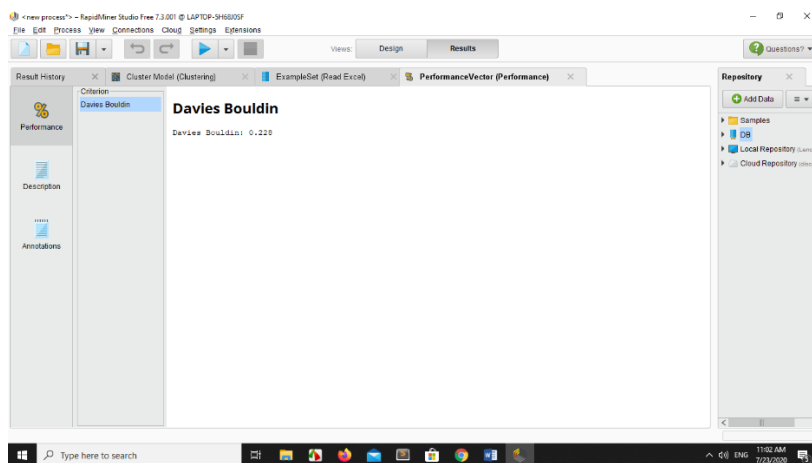 <new process*> – RapidMiner Studio Free 7.3.001 @ LAPTOP-5H68J05F
File Edit Process View Connections Cloud Settings Extensions
Views: Design Results
Questions?
Result History
Cluster Model (Clustering)
ExampleSet (Read Excel)
PerformanceVector (Performance)
Repository
Criterion
Davies Bouldin
Performance
Description
Annotations
Davies Bouldin
Davies Bouldin: 0.228
Add Data
Samples
DB
Local Repository
Cloud Repository
Type here to search
ENG
11:02 AM
7/23/2020